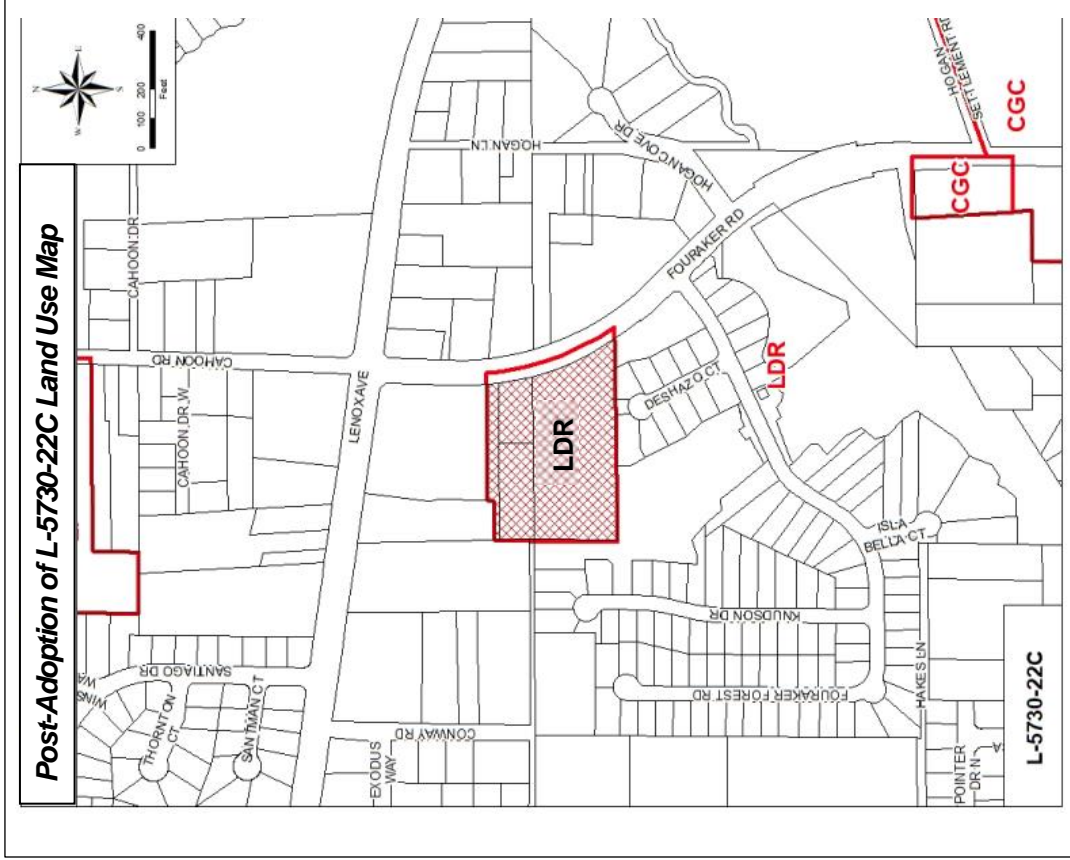 Post-Adoption of L-5730-22C Land Use Map
N
E
S
W
0 100 200 400
Feet
CAHOON DR
CAHOON RD
CAHOON DR W
LENOX AVE
HOGAN LN
HOGAN COVE DR
FOURAKER RD
HOGAN
SETTLEMENT RD
CGC
CGC
WINS
WA
THORNTON
CT
SANTIMAN CT
SANTIAGO DR
EXODUS
WAY
CONWAY RD
LDR
DESHAZO CT
LDR
ISLA
BELLA CT
KNUDSON DR
FOURAKER FOREST RD
HAKES LN
POINTER
DR N
A
L-5730-22C